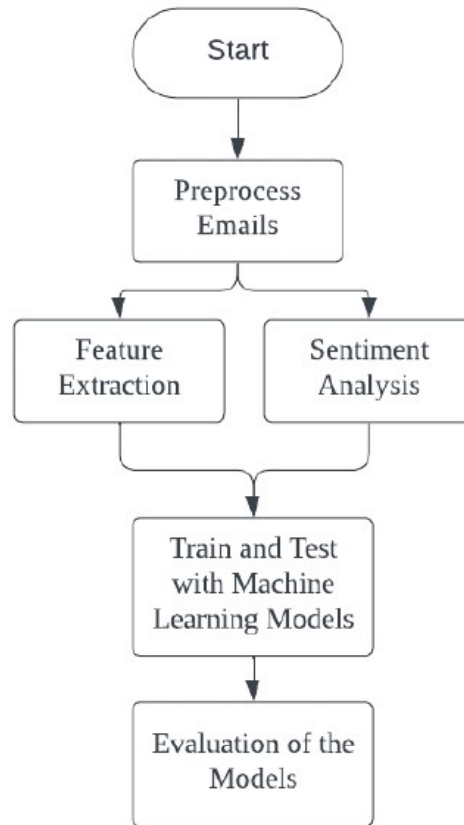 Start
Preprocess
Emails
Feature
Extraction
Sentiment
Analysis
Train and Test
with Machine
Learning Models
Evaluation of the
Models